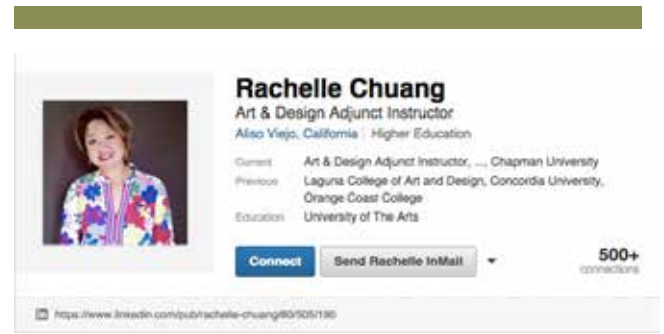 Rachelle Chuang
Art & Design Adjunct Instructor
Aliso Viejo, California | Higher Education
Current Art & Design Adjunct Instructor, ..., Chapman University
Previous Laguna College of Art and Design, Concordia University,
Orange Coast College
Education University of The Arts
Connect Send Rachelle InMail 500+
connections
https://www.linkedin.com/pub/rachelle-chuang/80/505/190